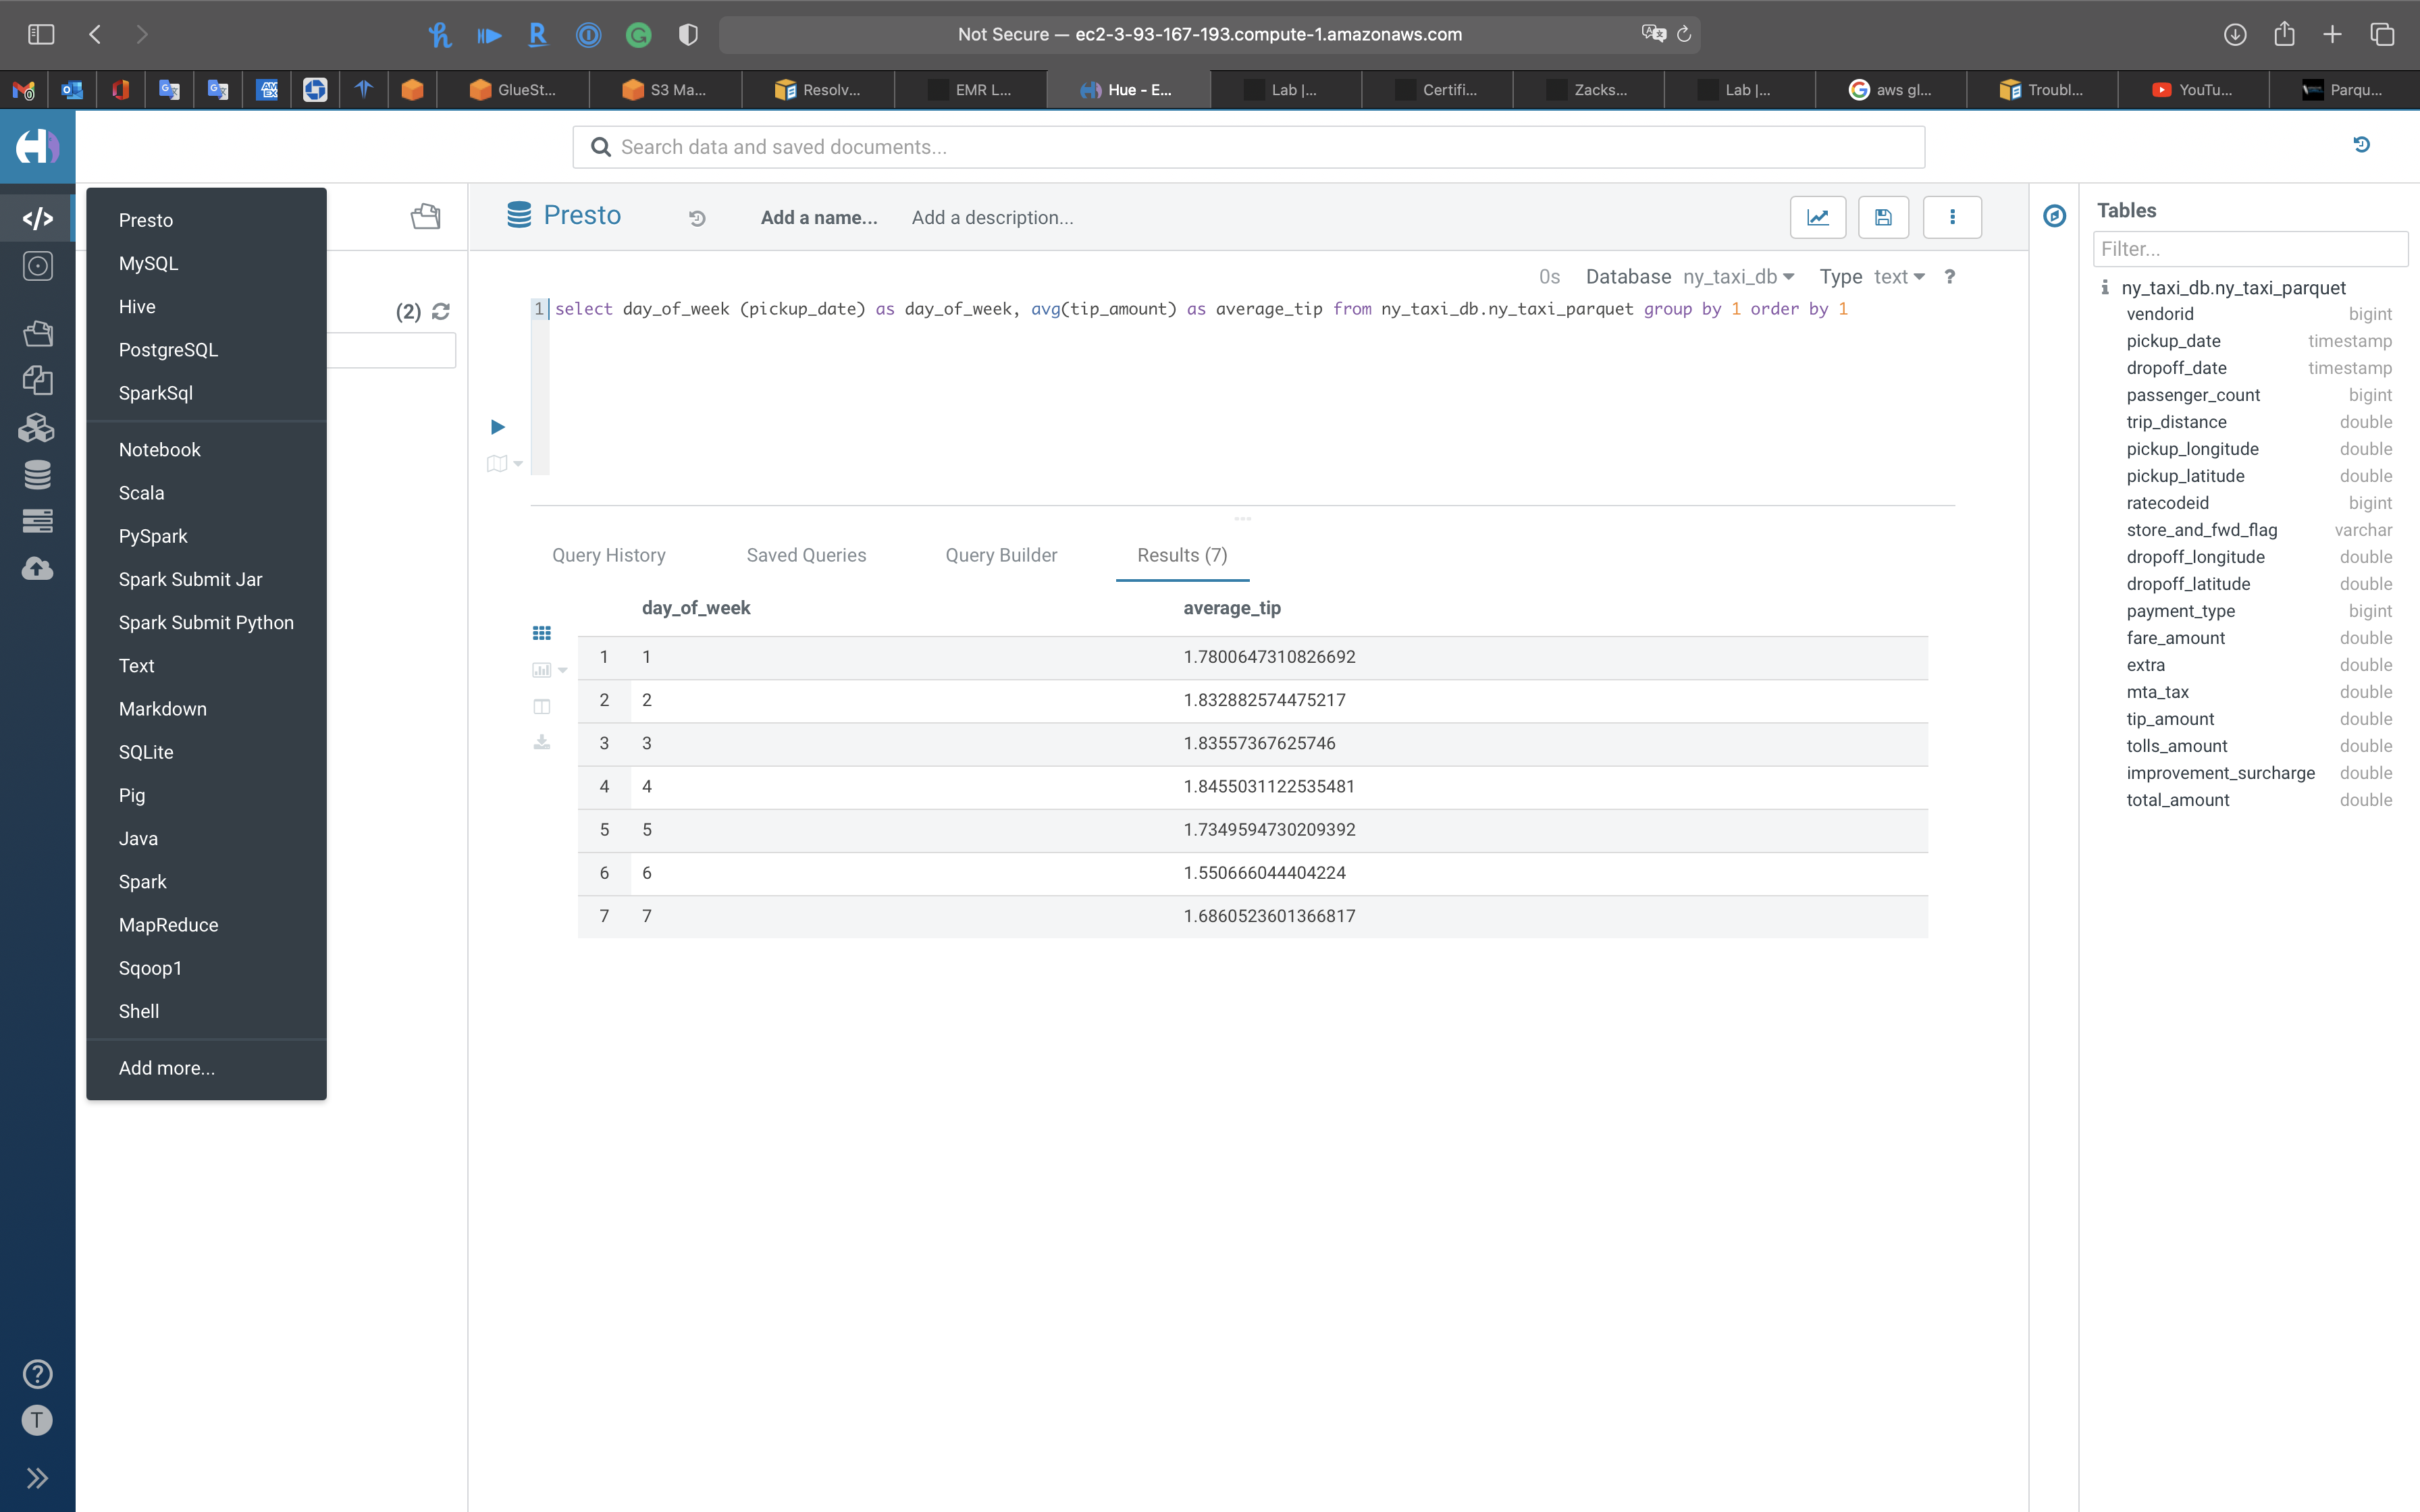 Not Secure — ec2-3-93-167-193.compute-1.amazonaws.com
GlueSt... S3 Ma... Resolv... EMR L... Hue - E... Lab |... Certifi... Zacks... Lab |... aws gl... Troubl... YouTu... Parqu...
Search data and saved documents...
Presto
MySQL
Hive
PostgreSQL
SparkSql
Notebook
Scala
PySpark
Spark Submit Jar
Spark Submit Python
Text
Markdown
SQLite
Pig
Java
Spark
MapReduce
Sqoop1
Shell
Add more...
(2)
T
Presto Add a name... Add a description...
0s Database ny_taxi_db Type text ?
1 select day_of_week (pickup_date) as day_of_week, avg(tip_amount) as average_tip from ny_taxi_db.ny_taxi_parquet group by 1 order by 1
Query History Saved Queries Query Builder Results (7)
day_of_week average_tip
1 1 1.7800647310826692
2 2 1.832882574475217
3 3 1.83557367625746
4 4 1.8455031122535481
5 5 1.7349594730209392
6 6 1.550666044404224
7 7 1.6860523601366817
Tables
Filter...
ny_taxi_db.ny_taxi_parquet
vendorid bigint
pickup_date timestamp
dropoff_date timestamp
passenger_count bigint
trip_distance double
pickup_longitude double
pickup_latitude double
ratecodeid bigint
store_and_fwd_flag varchar
dropoff_longitude double
dropoff_latitude double
payment_type bigint
fare_amount double
extra double
mta_tax double
tip_amount double
tolls_amount double
improvement_surcharge double
total_amount double